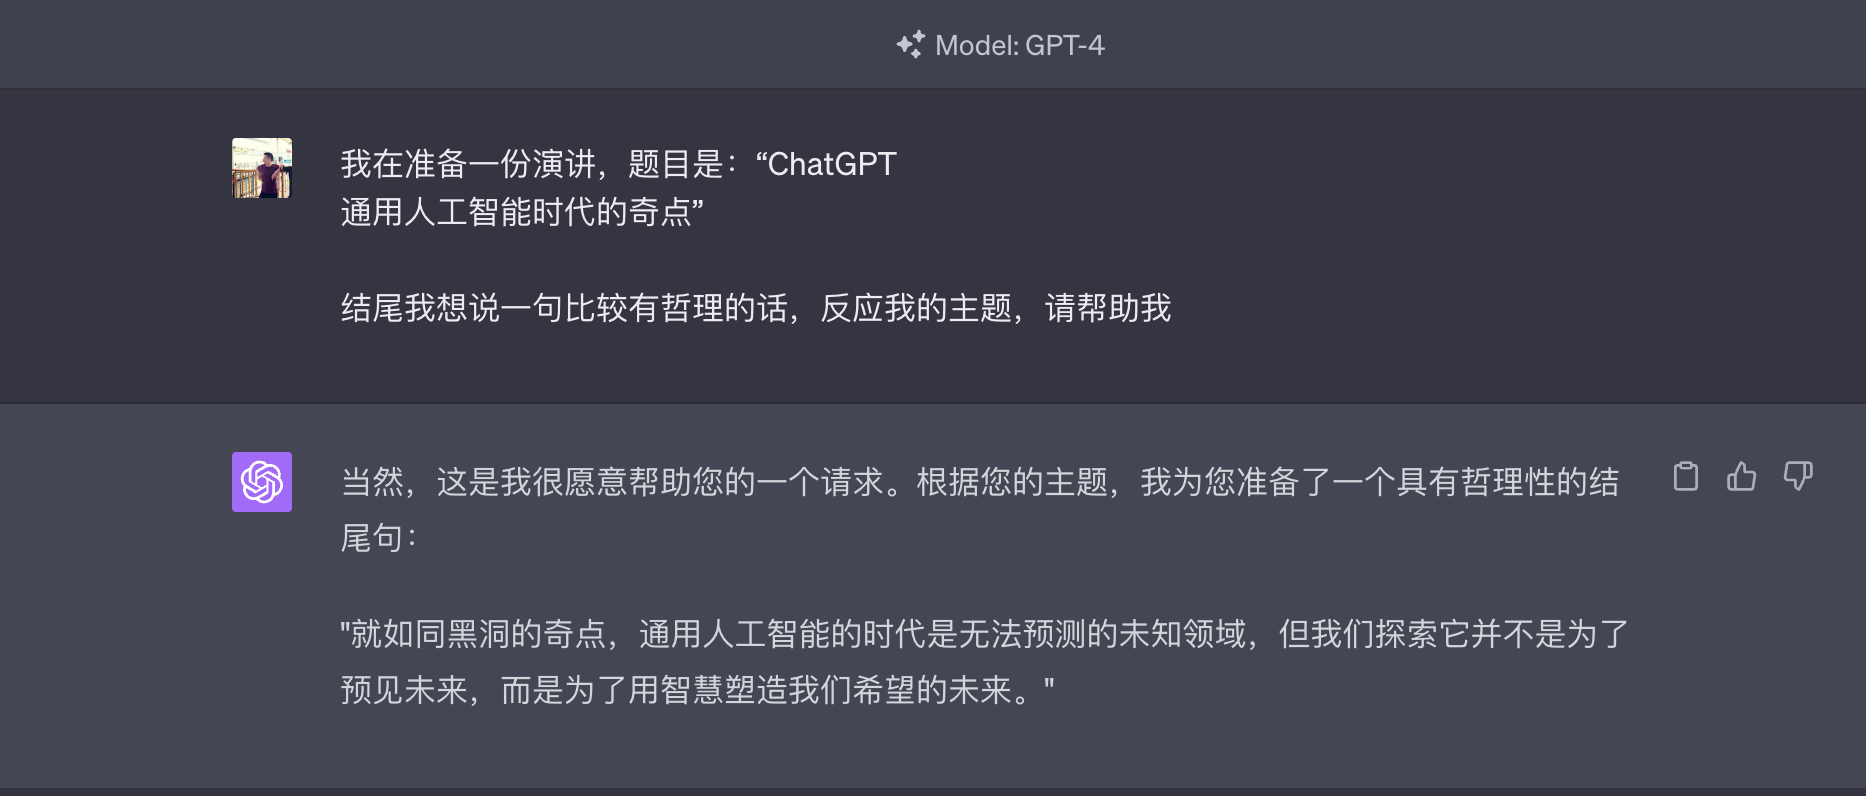 Model: GPT-4
我在准备一份演讲，题目是：“ChatGPT
通用人工智能时代的奇点”
结尾我想说一句比较有哲理的话，反应我的主题，请帮助我
当然，这是我很愿意帮助您的一个请求。根据您的主题，我为您准备了一个具有哲理性的结
尾句：
"就如同黑洞的奇点，通用人工智能的时代是无法预测的未知领域，但我们探索它并不是为了
预见未来，而是为了用智慧塑造我们希望的未来。"